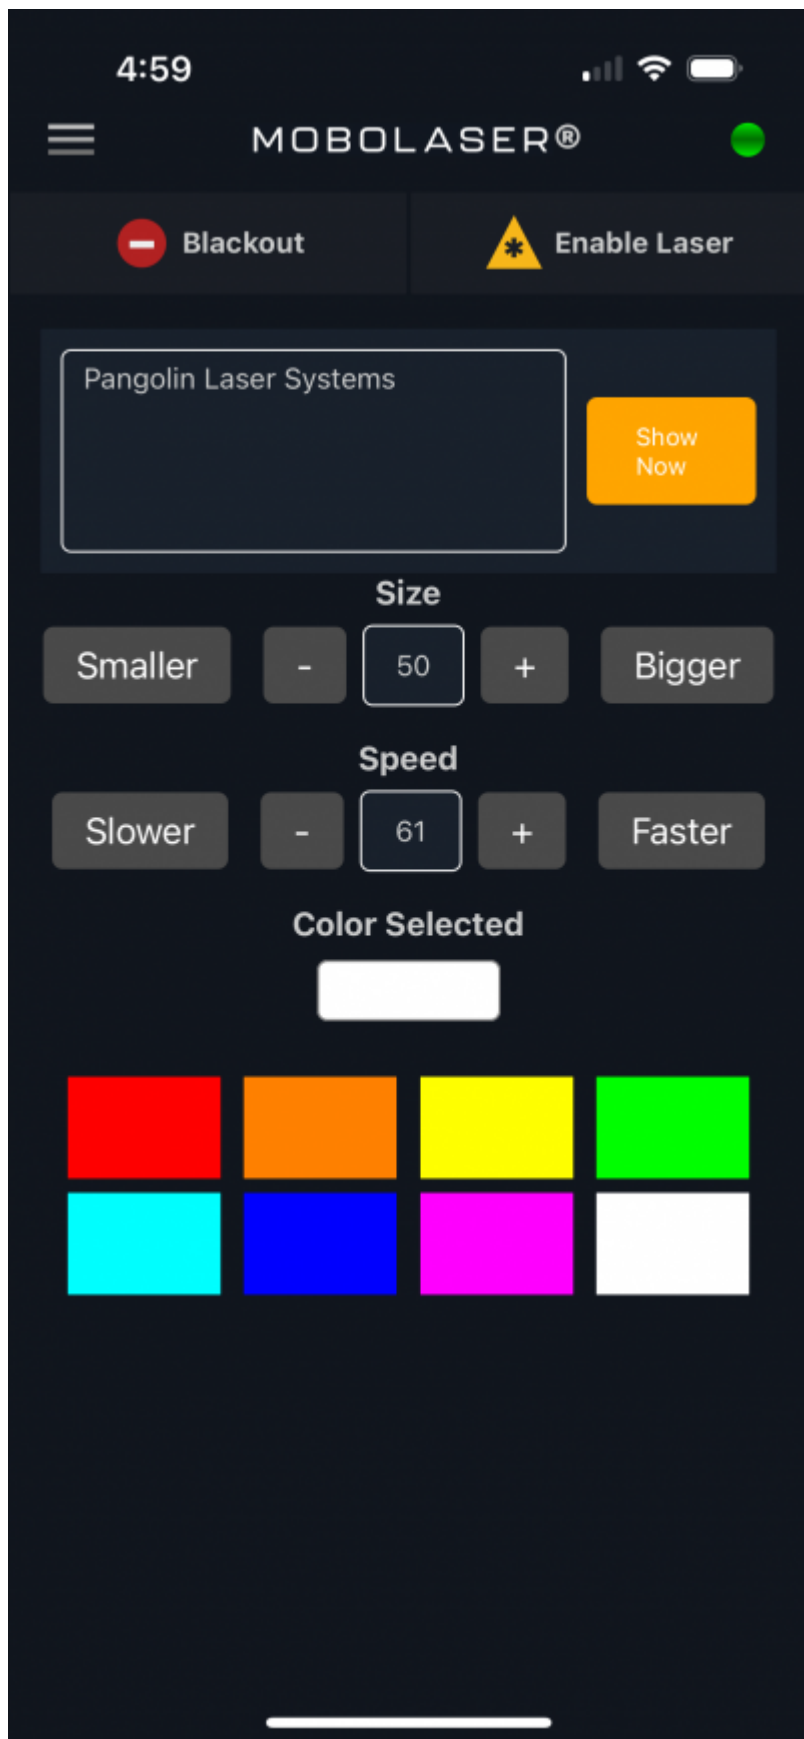 4:59
MOBOLASER®
Blackout
Enable Laser
Pangolin Laser Systems
Show
Now
Size
Smaller - 50 + Bigger
Speed
Slower - 61 + Faster
Color Selected